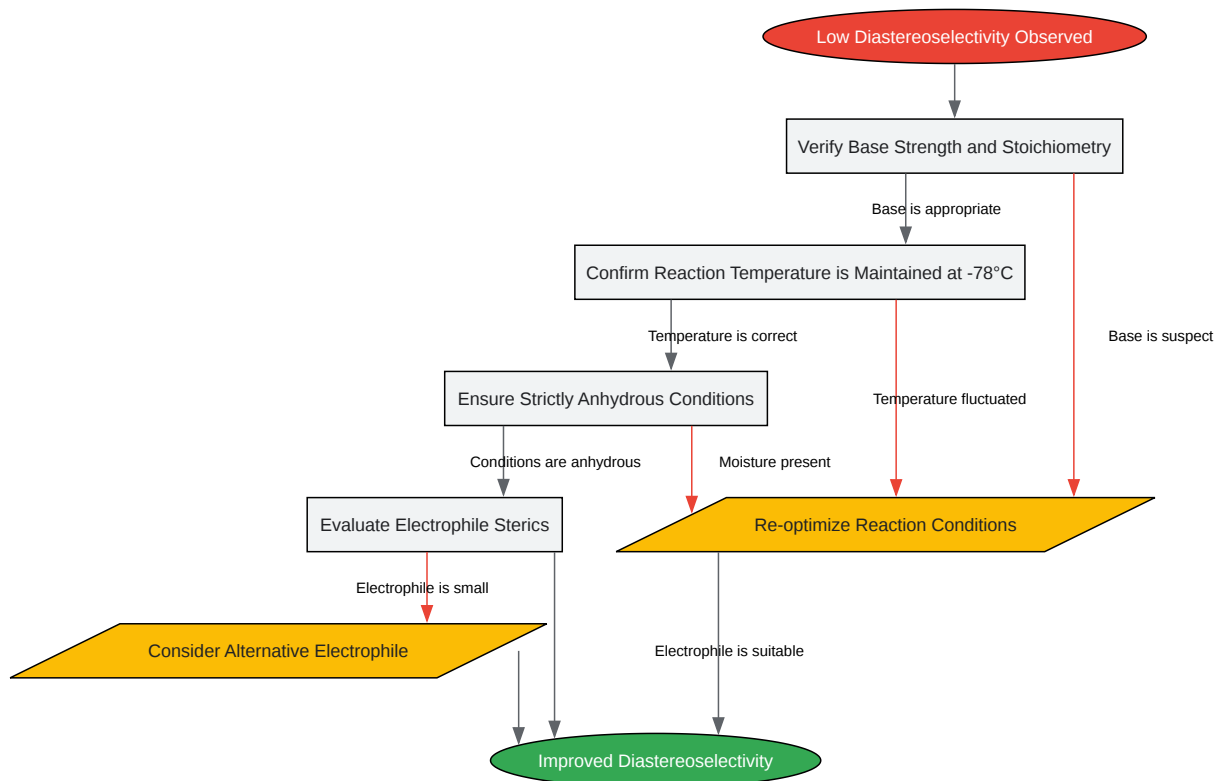 Low Diastereoselectivity Observed
Verify Base Strength and Stoichiometry
Base is appropriate
Confirm Reaction Temperature is Maintained at -78°C
Temperature is correct
Base is suspect
Ensure Strictly Anhydrous Conditions
Temperature fluctuated
Conditions are anhydrous
Moisture present
Evaluate Electrophile Sterics
Re-optimize Reaction Conditions
Electrophile is small
Consider Alternative Electrophile
Electrophile is suitable
Improved Diastereoselectivity